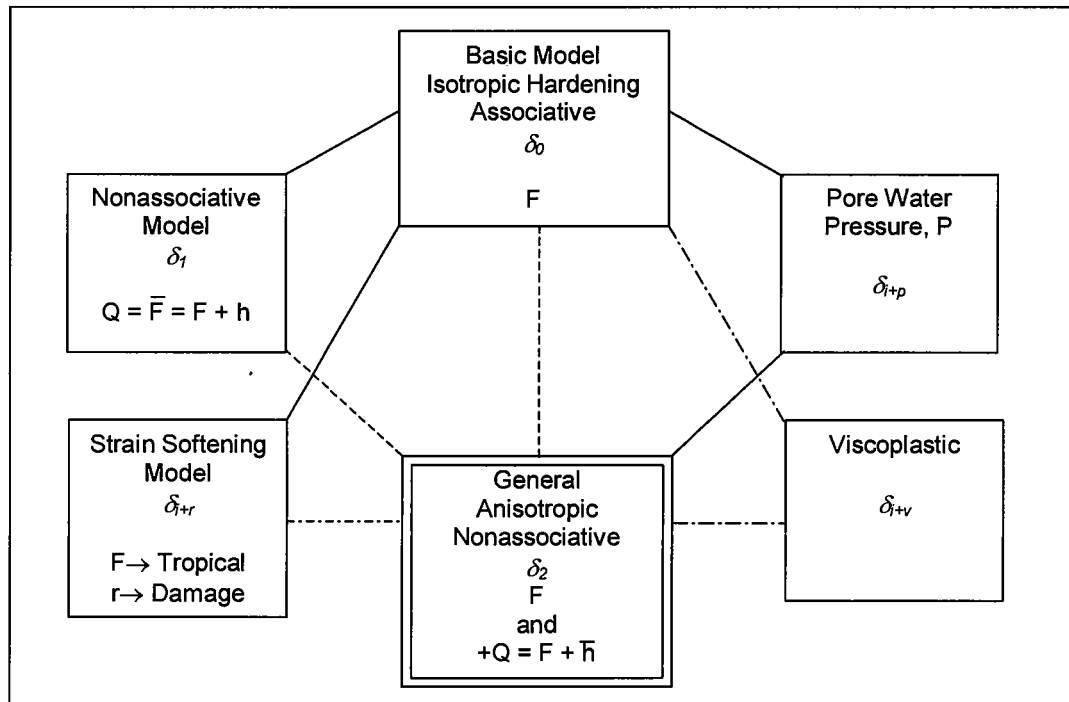 Basic Model
Isotropic Hardening
Associative
δ₀
F
Nonassociative
Model
δ₁
Q = F̅ = F + h
Pore Water
Pressure, P
δᵢ₊ₚ
Strain Softening
Model
δᵢ₊ᵣ
F→ Tropical
r→ Damage
General
Anisotropic
Nonassociative
δ₂
F
and
+Q = F + h̅
Viscoplastic
δᵢ₊ᵥ